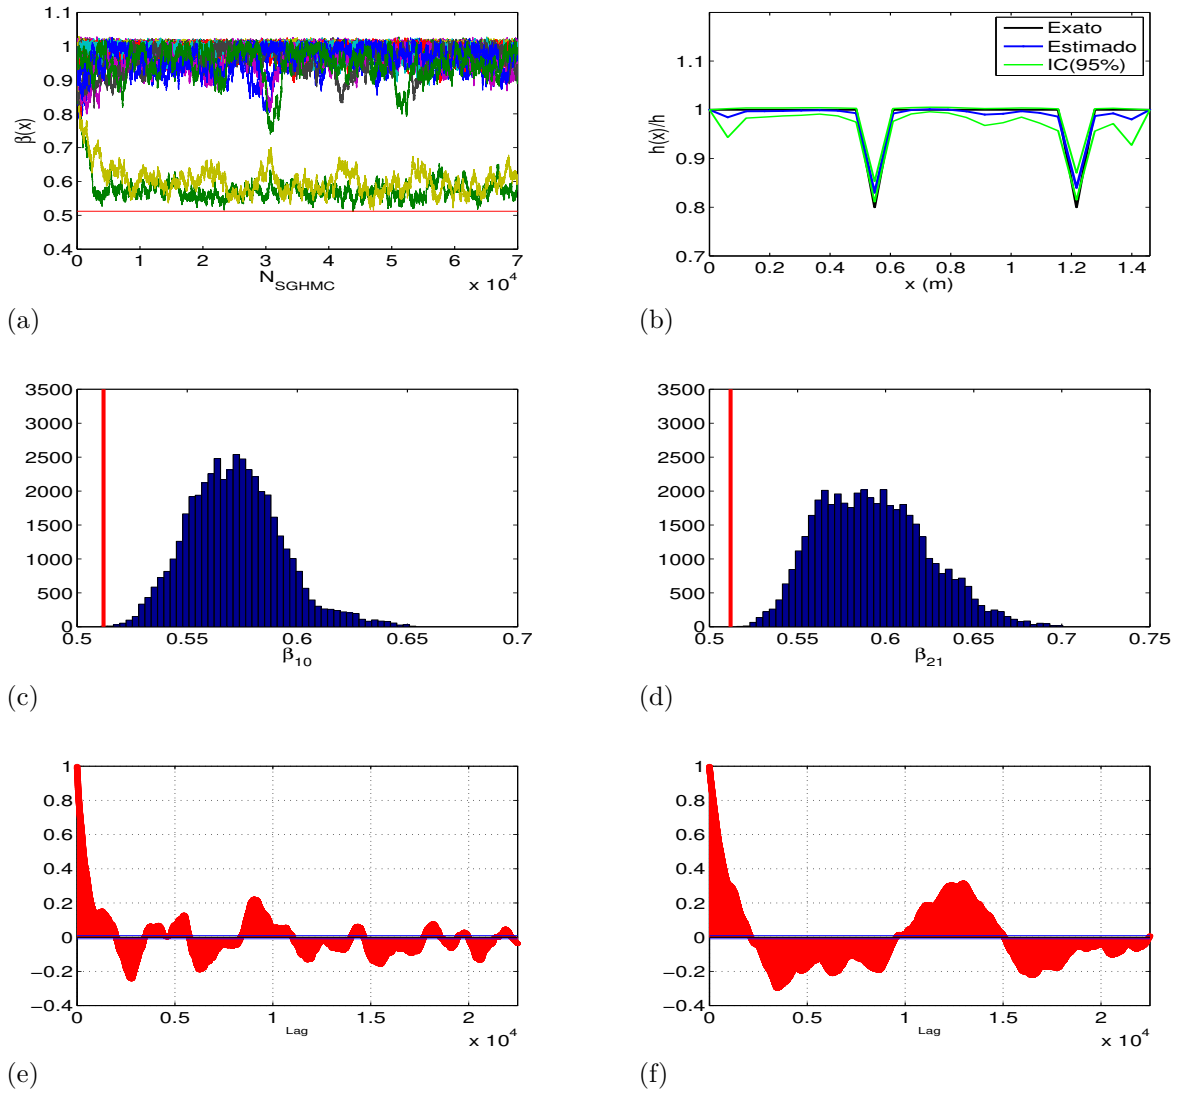 1.1
1
0.9
0.8
0.7
0.6
0.5
0.4
β(x)
0 1 2 3 4 5 6 7
N_SGHMC
x 10^4
(a)
1.1
1
0.9
0.8
0.7
h(x)/h
Exato
Estimado
IC(95%)
0 0.2 0.4 0.6 0.8 1 1.2 1.4
x (m)
(b)
3500
3000
2500
2000
1500
1000
500
0
0.5 0.55 0.6 0.65 0.7
β_10
(c)
3500
3000
2500
2000
1500
1000
500
0
0.5 0.55 0.6 0.65 0.7 0.75
β_21
(d)
1
0.8
0.6
0.4
0.2
0
−0.2
−0.4
0 0.5 1 1.5 2
Lag
x 10^4
(e)
1
0.8
0.6
0.4
0.2
0
−0.2
−0.4
0 0.5 1 1.5 2
Lag
x 10^4
(f)